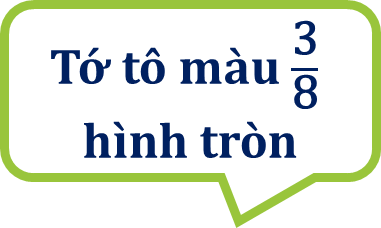 Tớ tô màu 3/8
hình tròn